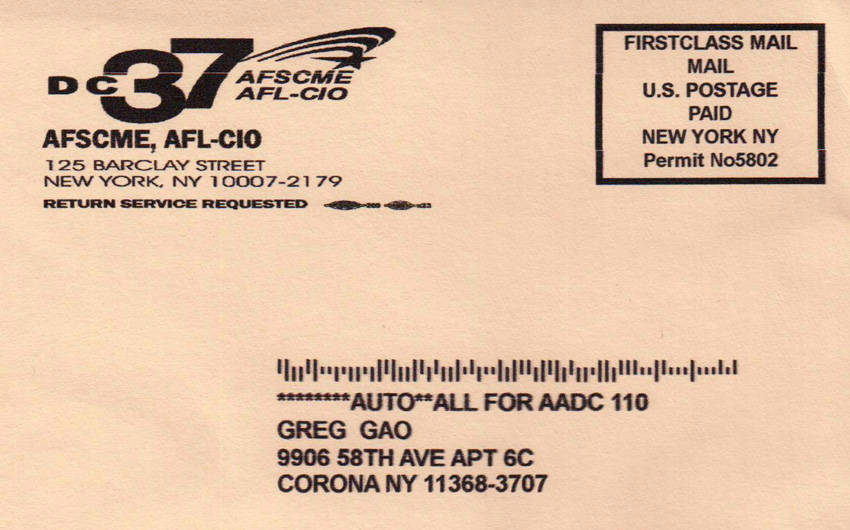 DC 37 AFSCME
AFL-CIO
AFSCME, AFL-CIO
125 BARCLAY STREET
NEW YORK, NY 10007-2179
RETURN SERVICE REQUESTED
FIRSTCLASS MAIL
MAIL
U.S. POSTAGE
PAID
NEW YORK NY
Permit No5802
********AUTO**ALL FOR AADC 110
GREG GAO
9906 58TH AVE APT 6C
CORONA NY 11368-3707